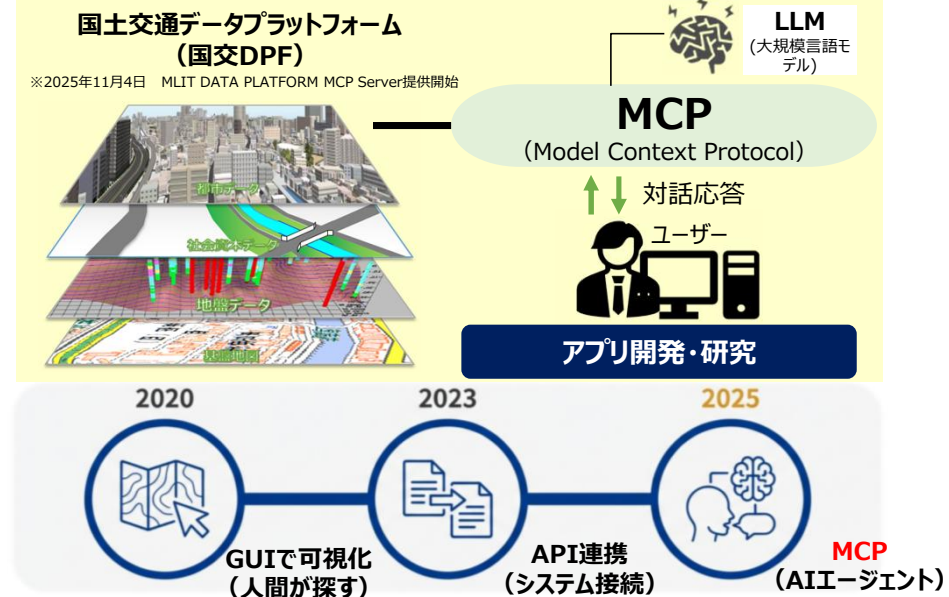 国土交通データプラットフォーム
（国交DPF）
※2025年11月4日　MLIT DATA PLATFORM MCP Server提供開始
LLM
(大規模言語モ
デル)
MCP
（Model Context Protocol）
対話応答
ユーザー
都市データ
社会資本データ
地盤データ
基盤地図
アプリ開発・研究
2020
2023
2025
GUIで可視化
（人間が探す）
API連携
（システム接続）
MCP
（AIエージェント）